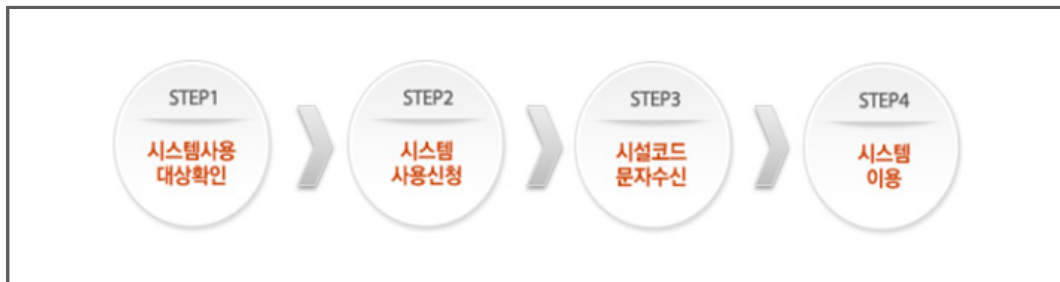 STEP1
시스템사용
대상확인
STEP2
시스템
사용신청
STEP3
시설코드
문자수신
STEP4
시스템
이용